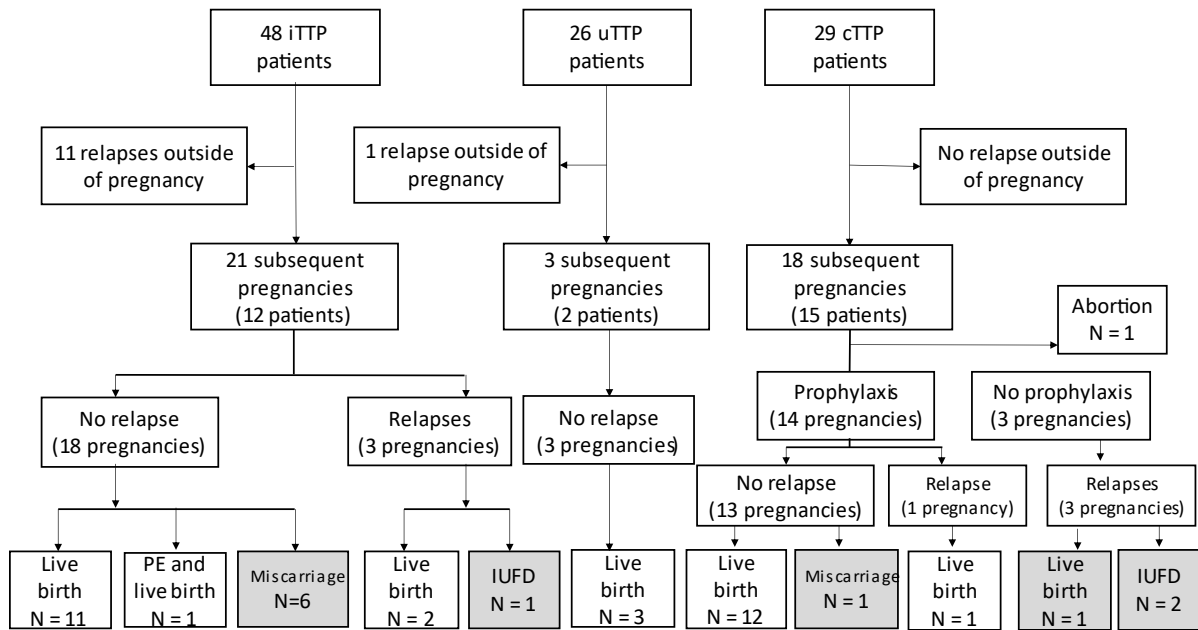 48 iTTP
patients
26 uTTP
patients
29 cTTP
patients
11 relapses outside
of pregnancy
1 relapse outside of
pregnancy
No relapse outside
of pregnancy
21 subsequent
pregnancies
(12 patients)
3 subsequent
pregnancies
(2 patients)
18 subsequent
pregnancies
(15 patients)
Abortion
N = 1
No relapse
(18 pregnancies)
Relapses
(3 pregnancies)
No relapse
(3 pregnancies)
Prophylaxis
(14 pregnancies)
No prophylaxis
(3 pregnancies)
No relapse
(13 pregnancies)
Relapse
(1 pregnancy)
Relapses
(3 pregnancies)
Live
birth
N = 11
PE and
live birth
N = 1
Miscarriage
N=6
Live
birth
N = 2
IUFD
N = 1
Live
birth
N = 3
Live
birth
N = 12
Miscarriage
N = 1
Live
birth
N = 1
Live
birth
N = 1
IUFD
N = 2